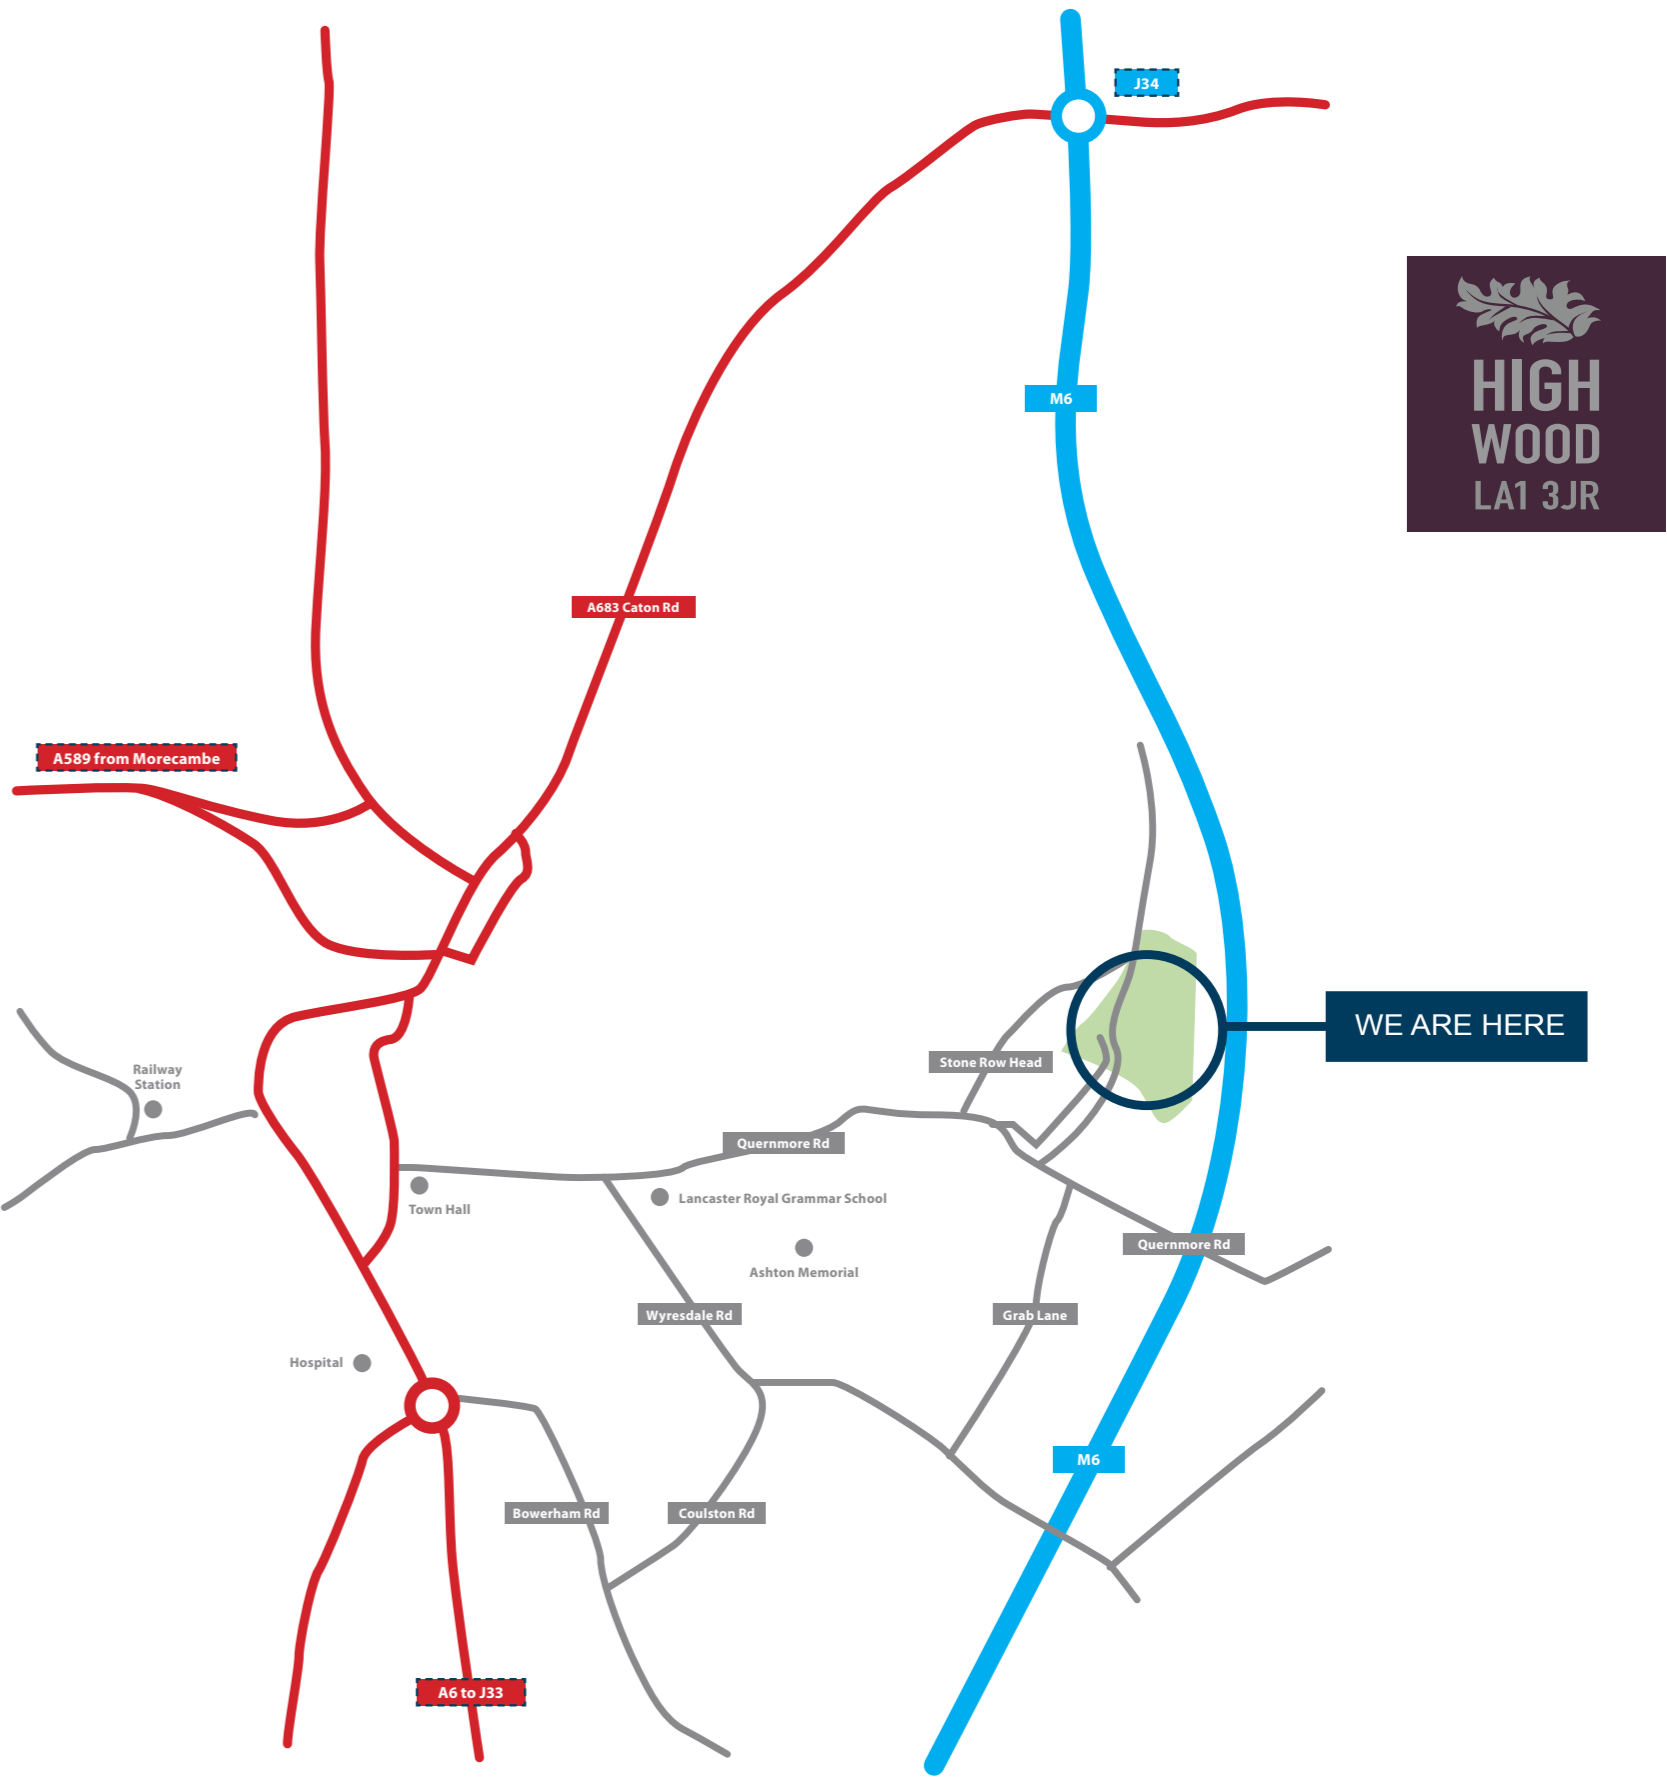 J34
HIGH
WOOD
LA1 3JR
M6
A683 Caton Rd
A589 from Morecambe
WE ARE HERE
Stone Row Head
Railway
Station
Quernmore Rd
Lancaster Royal Grammar School
Town Hall
Quernmore Rd
Ashton Memorial
Wyresdale Rd
Grab Lane
Hospital
M6
Bowerham Rd
Coulston Rd
A6 to J33